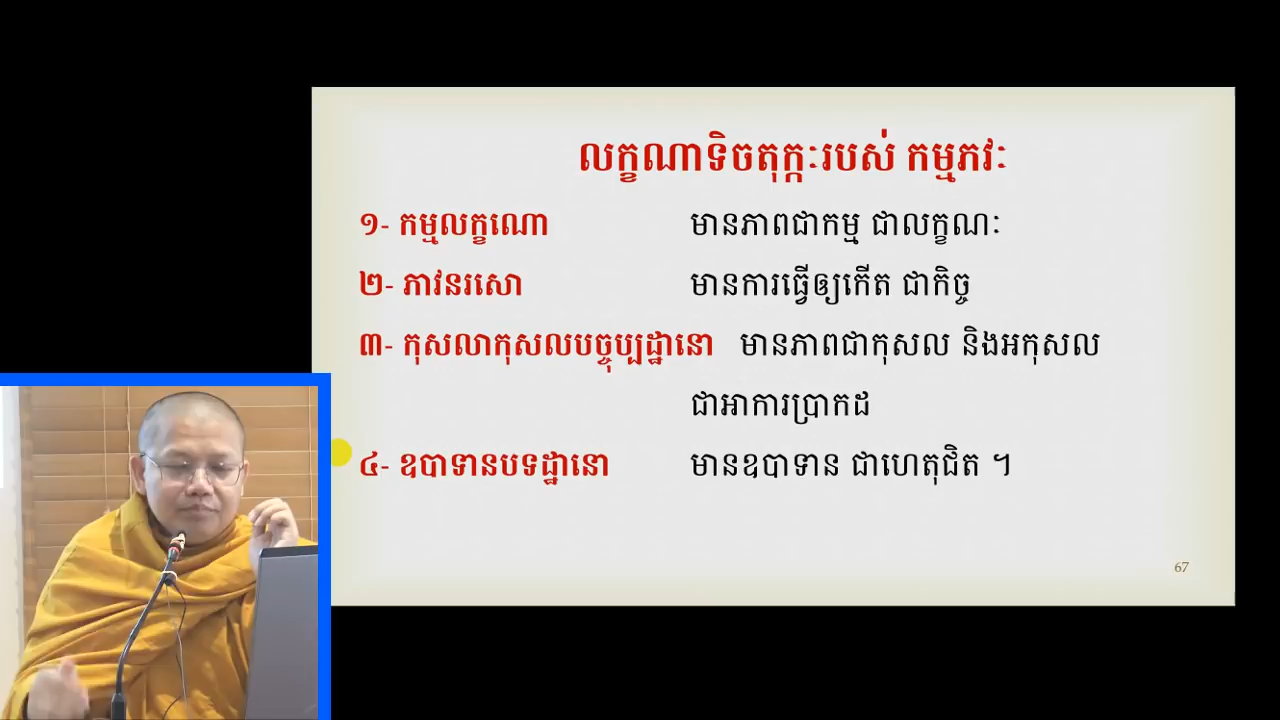 លក្ខណាទិចតុក្កៈរបស់ កម្មភវៈ
១- កម្មលក្ខណោ មានភាពជាកម្ម ជាលក្ខណៈ
២- ភាវនរសោ មានការធ្វើឲ្យកើត ជាកិច្ច
៣- កុសលាកុសលបច្ចុប្បដ្ឋានោ មានភាពជាកុសល និងអកុសល
ជាអាការប្រាកដ
៤- ឧបាទានបទដ្ឋានោ មានឧបាទាន ជាហេតុជិត ។
67